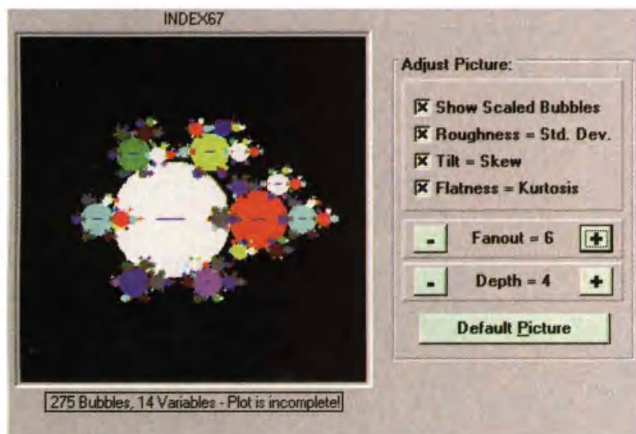 INDEX67
Adjust Picture:
Show Scaled Bubbles
Roughness = Std. Dev.
Tilt = Skew
Flatness = Kurtosis
- Fanout = 6 +
- Depth = 4 +
Default Picture
275 Bubbles, 14 Variables - Plot is incomplete!